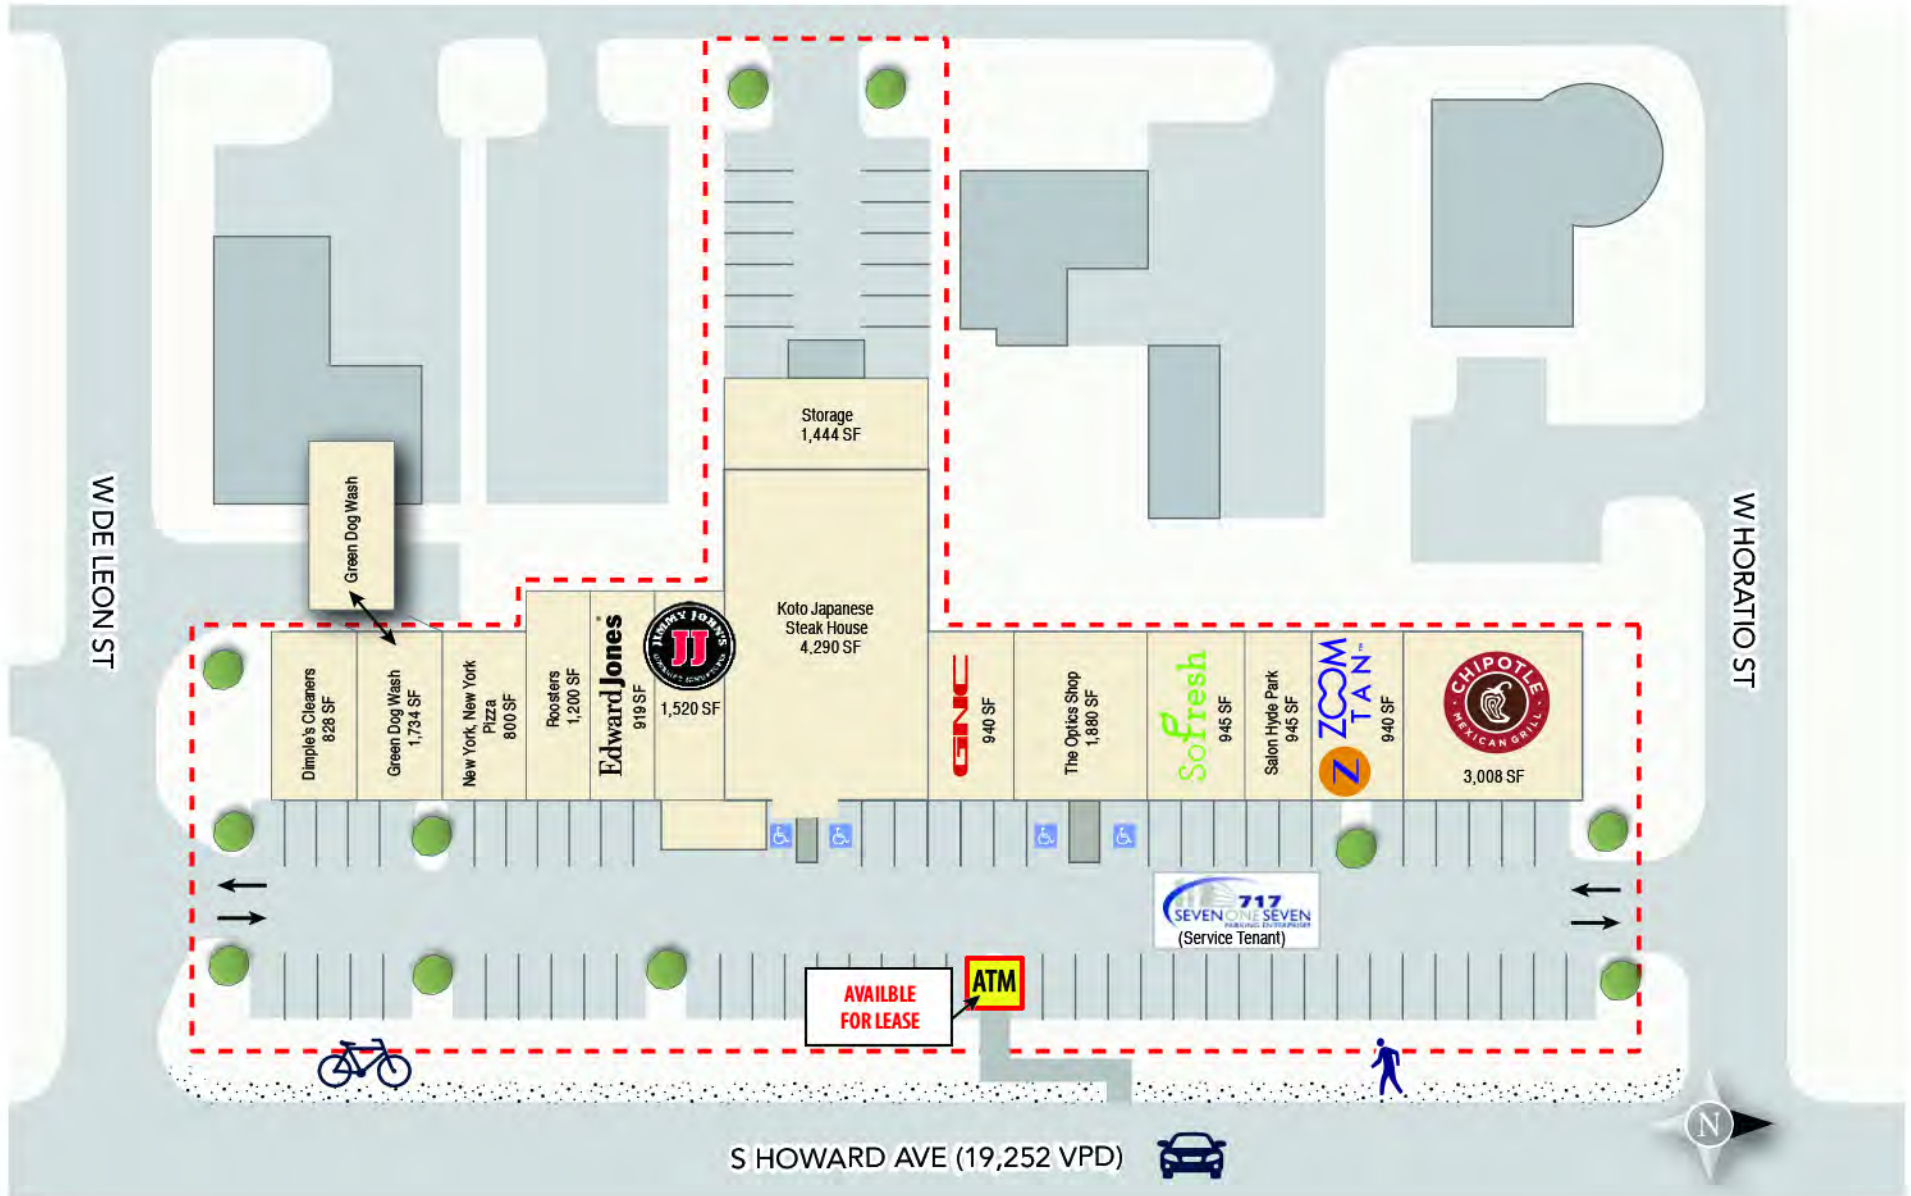 Storage
1,444 SF
Green Dog Wash
W DE LEON ST
W HORATIO ST
Dimple's Cleaners
828 SF
Green Dog Wash
1,734 SF
New York, New York
Pizza
800 SF
Roosters
1,200 SF
Edward Jones
919 SF
JIMMY JOHN'S
JJ
1,520 SF
Koto Japanese
Steak House
4,290 SF
GNC
940 SF
The Optics Shop
1,880 SF
Sofresh
945 SF
Salon Hyde Park
945 SF
ZOOM
TAN™
Z
940 SF
CHIPOTLE
MEXICAN GRILL
3,008 SF
717
SEVEN ONE SEVEN
PARKING ENTERPRISES
(Service Tenant)
AVAILBLE
FOR LEASE
ATM
S HOWARD AVE (19,252 VPD)
N